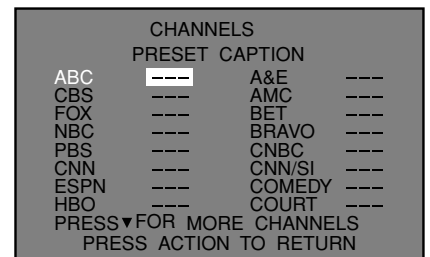 CHANNELS
PRESET CAPTION
ABC --- A&E ---
CBS --- AMC ---
FOX --- BET ---
NBC --- BRAVO ---
PBS --- CNBC ---
CNN --- CNN/SI ---
ESPN --- COMEDY ---
HBO --- COURT ---
PRESS▼FOR MORE CHANNELS
PRESS ACTION TO RETURN